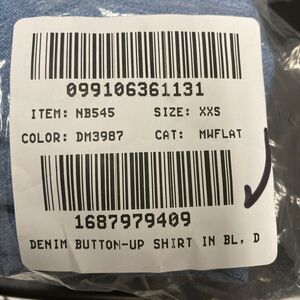 099106361131
ITEM: NB545 SIZE: XXS
COLOR: DM3987 CAT: MWFLAT
1687979409
DENIM BUTTON-UP SHIRT IN BL, D